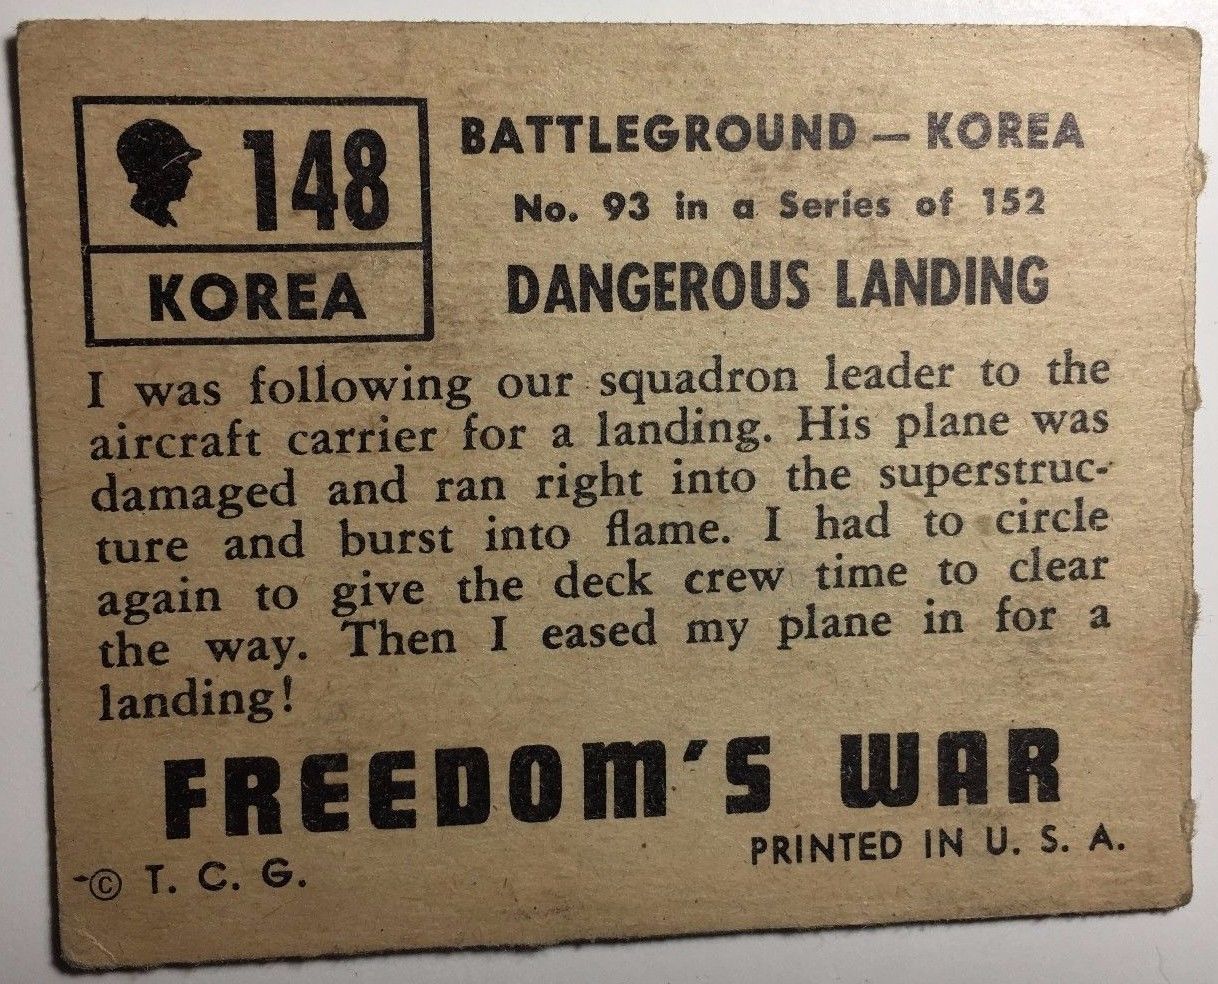 148
KOREA
BATTLEGROUND — KOREA
No. 93 in a Series of 152
DANGEROUS LANDING
I was following our squadron leader to the
aircraft carrier for a landing. His plane was
damaged and ran right into the superstruc-
ture and burst into flame. I had to circle
again to give the deck crew time to clear
the way. Then I eased my plane in for a
landing!
FREEDOM'S WAR
© T. C. G.
PRINTED IN U. S. A.